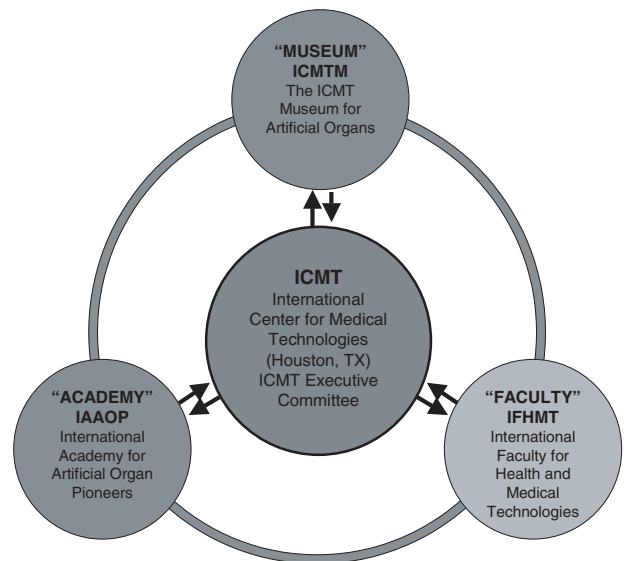 “MUSEUM”
ICMTM
The ICMT
Museum for
Artificial Organs
ICMT
International
Center for Medical
Technologies
(Houston, TX)
ICMT Executive
Committee
“ACADEMY”
IAAOP
International
Academy for
Artificial Organ
Pioneers
“FACULTY”
IFHMT
International
Faculty for
Health and
Medical
Technologies